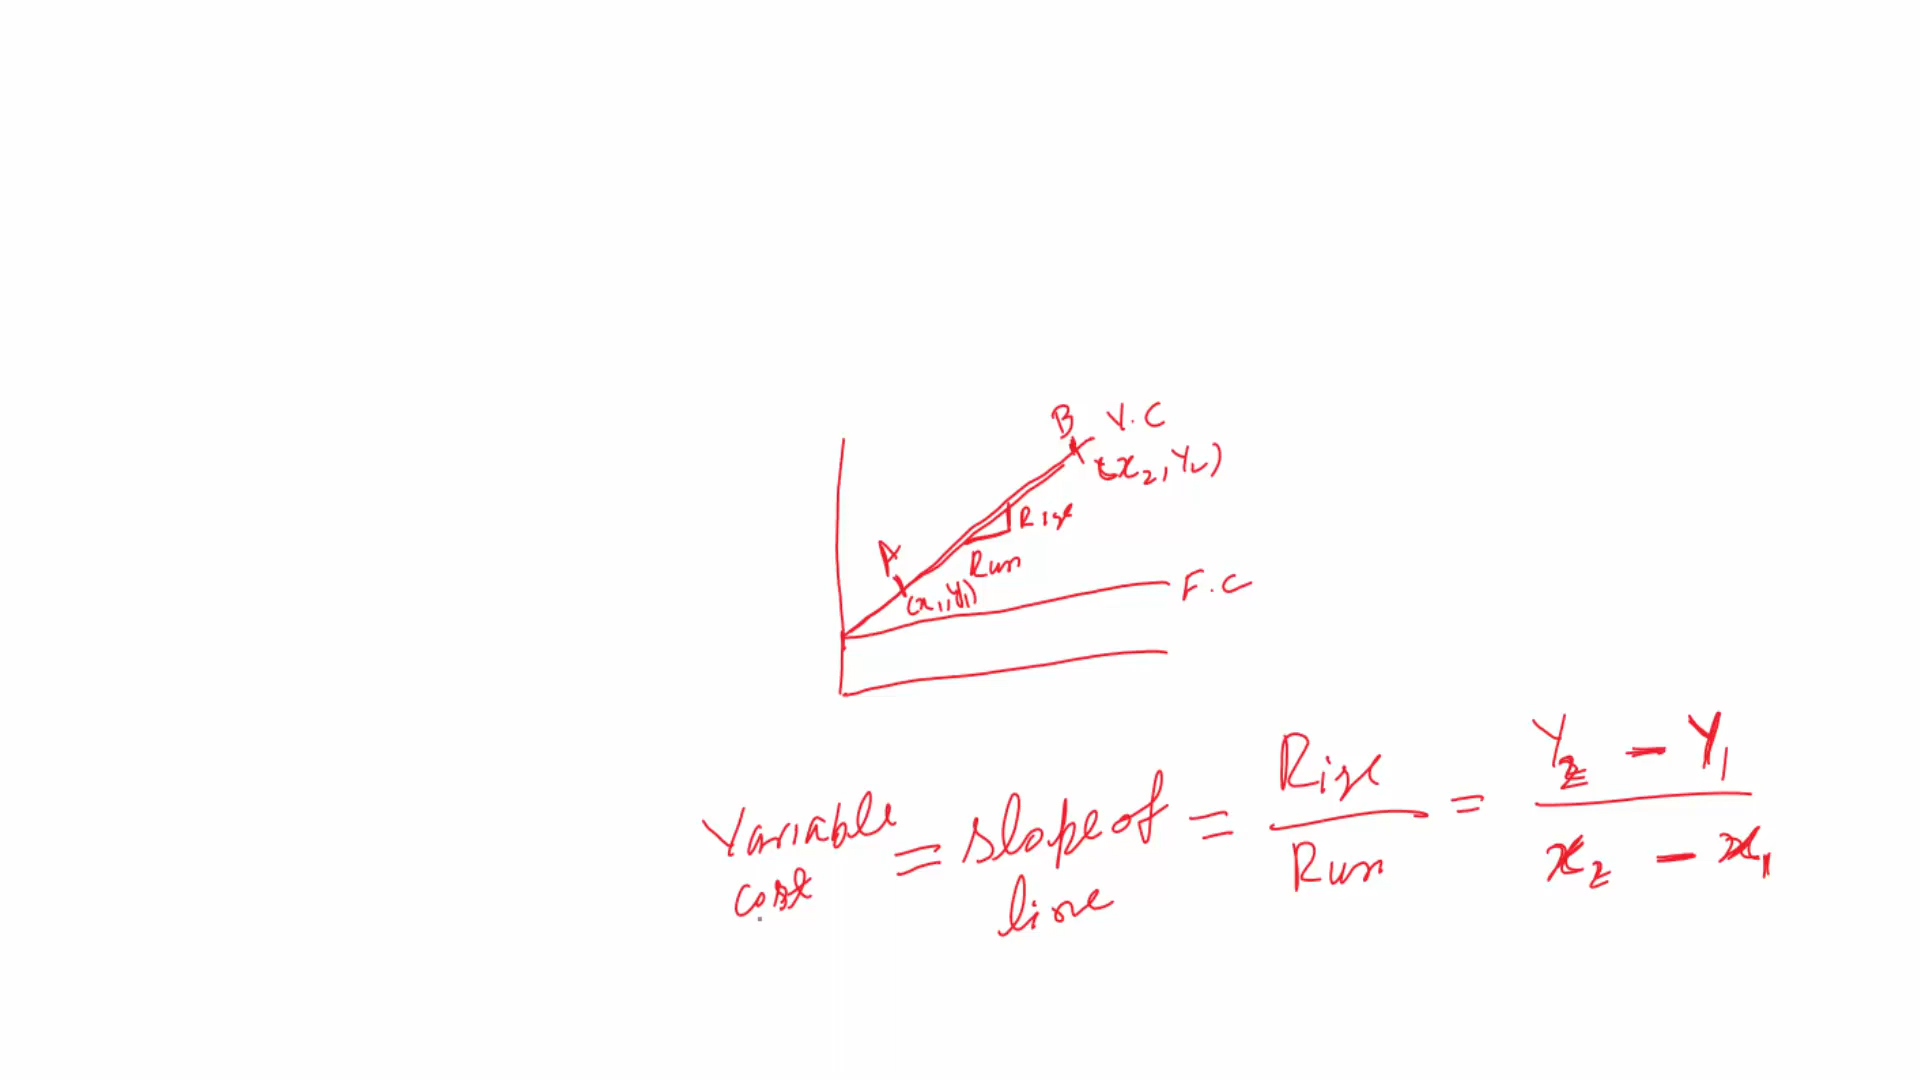 B V.C
(x2, Y2)
Rise
A
Run
(x1, Y1)
F.C
Variable cost = slope of line = Rise / Run = Y2 - Y1 / x2 - x1